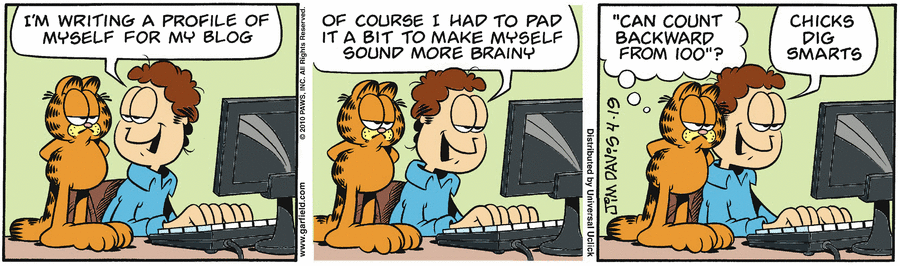 I'M WRITING A PROFILE OF
MYSELF FOR MY BLOG
© 2010 PAWS, INC. All Rights Reserved.
www.garfield.com
OF COURSE I HAD TO PAD
IT A BIT TO MAKE MYSELF
SOUND MORE BRAINY
Distributed by Universal Uclick
"CAN COUNT
BACKWARD
FROM 100"?
CHICKS
DIG
SMARTS
JIM DAVIS 4-19